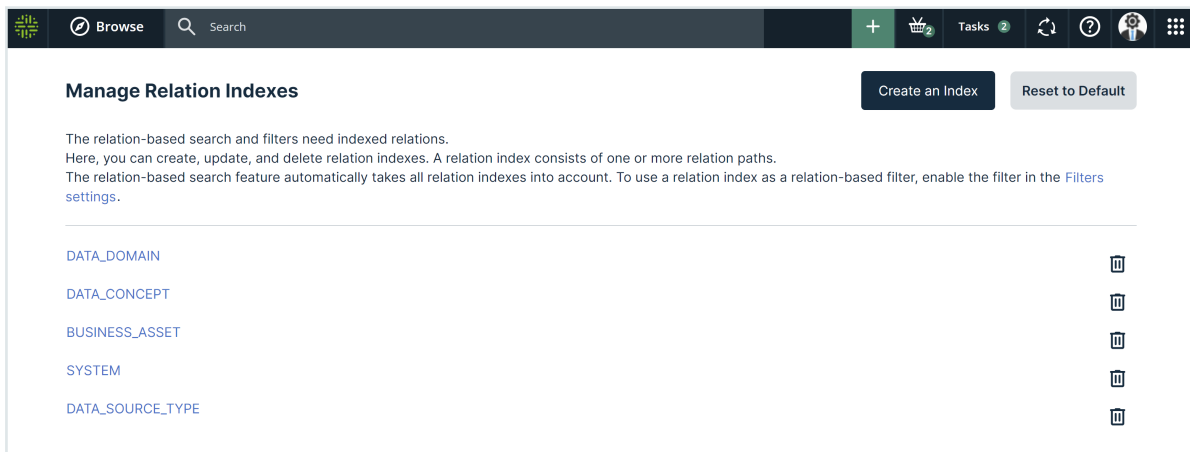 Browse
Search
+
2
Tasks 2
Manage Relation Indexes
Create an Index
Reset to Default
The relation-based search and filters need indexed relations.
Here, you can create, update, and delete relation indexes. A relation index consists of one or more relation paths.
The relation-based search feature automatically takes all relation indexes into account. To use a relation index as a relation-based filter, enable the filter in the Filters
settings.
DATA_DOMAIN
DATA_CONCEPT
BUSINESS_ASSET
SYSTEM
DATA_SOURCE_TYPE